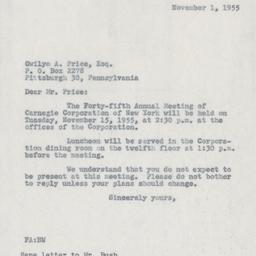 November 1, 1955
Gwilym A. Price, Esq.
P. O. Box 2278
Pittsburgh 30, Pennsylvania
Dear Mr. Price:
The Forty-fifth Annual Meeting of
Carnegie Corporation of New York will be held on
Tuesday, November 15, 1955, at 2:30 p.m. at the
offices of the Corporation.
Luncheon will be served in the Corpora-
tion dining room on the twelfth floor at 1:30 p.m.
before the meeting.
We understand that you do not expect to
be present at this meeting. Please do not bother
to reply unless your plans should change.
Sincerely yours,
FA:BW
Same letter to Mr. Bush